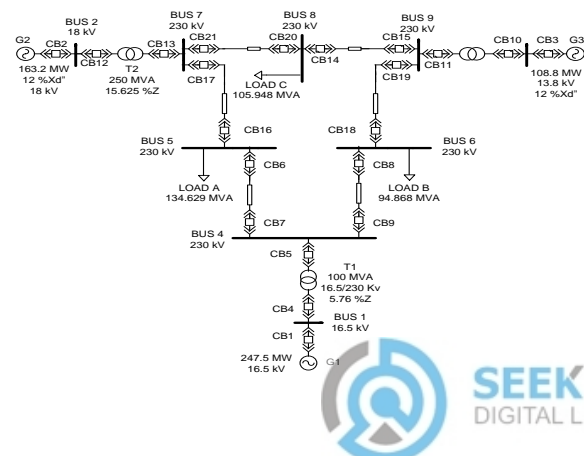 BUS 2
18 kV
BUS 7
230 kV
BUS 8
230 kV
BUS 9
230 kV
G2
CB2
CB12
CB13
CB21
CB20
CB14
CB15
CB11
CB10
CB3
G3
163.2 MW
12 %Xd"
18 kV
T2
250 MVA
15.625 %Z
CB17
LOAD C
105.948 MVA
CB19
108.8 MW
13.8 kV
12 %Xd"
BUS 3
CB16
CB18
BUS 5
230 kV
BUS 6
230 kV
CB6
CB8
LOAD A
134.629 MVA
LOAD B
94.868 MVA
CB7
CB9
BUS 4
230 kV
CB5
T1
100 MVA
16.5/230 Kv
5.76 %Z
CB4
BUS 1
16.5 kV
CB1
247.5 MW
16.5 kV
G1
SEEK
DIGITAL L